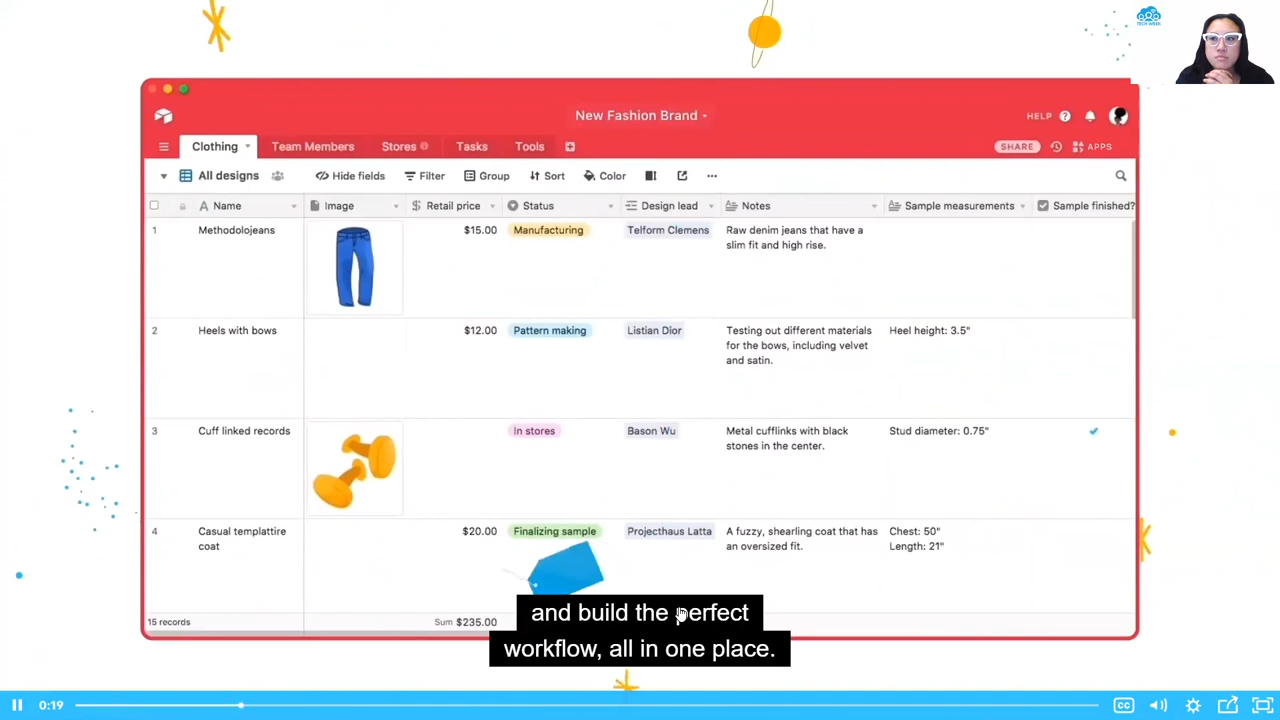 TECH WEEK
New Fashion Brand
HELP
Clothing Team Members Stores Tasks Tools
SHARE APPS
All designs Hide fields Filter Group Sort Color
Name Image Retail price Status Design lead Notes Sample measurements Sample finished?
1 Methodolojeans $15.00 Manufacturing Telform Clemens Raw denim jeans that have a
slim fit and high rise.
2 Heels with bows $12.00 Pattern making Listian Dior Testing out different materials Heel height: 3.5"
for the bows, including velvet
and satin.
3 Cuff linked records In stores Bason Wu Metal cufflinks with black Stud diameter: 0.75"
stones in the center.
4 Casual templattire $20.00 Finalizing sample Projecthaus Latta A fuzzy, shearling coat that has Chest: 50"
coat an oversized fit. Length: 21"
15 records Sum $235.00
and build the perfect
workflow, all in one place.
0:19 CC